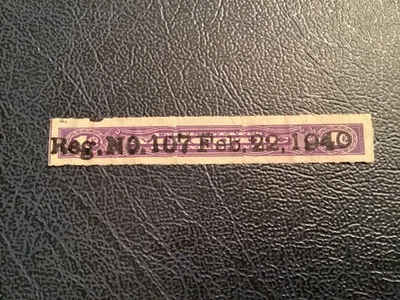 Reg. NO. 107 Feb. 22, 1940